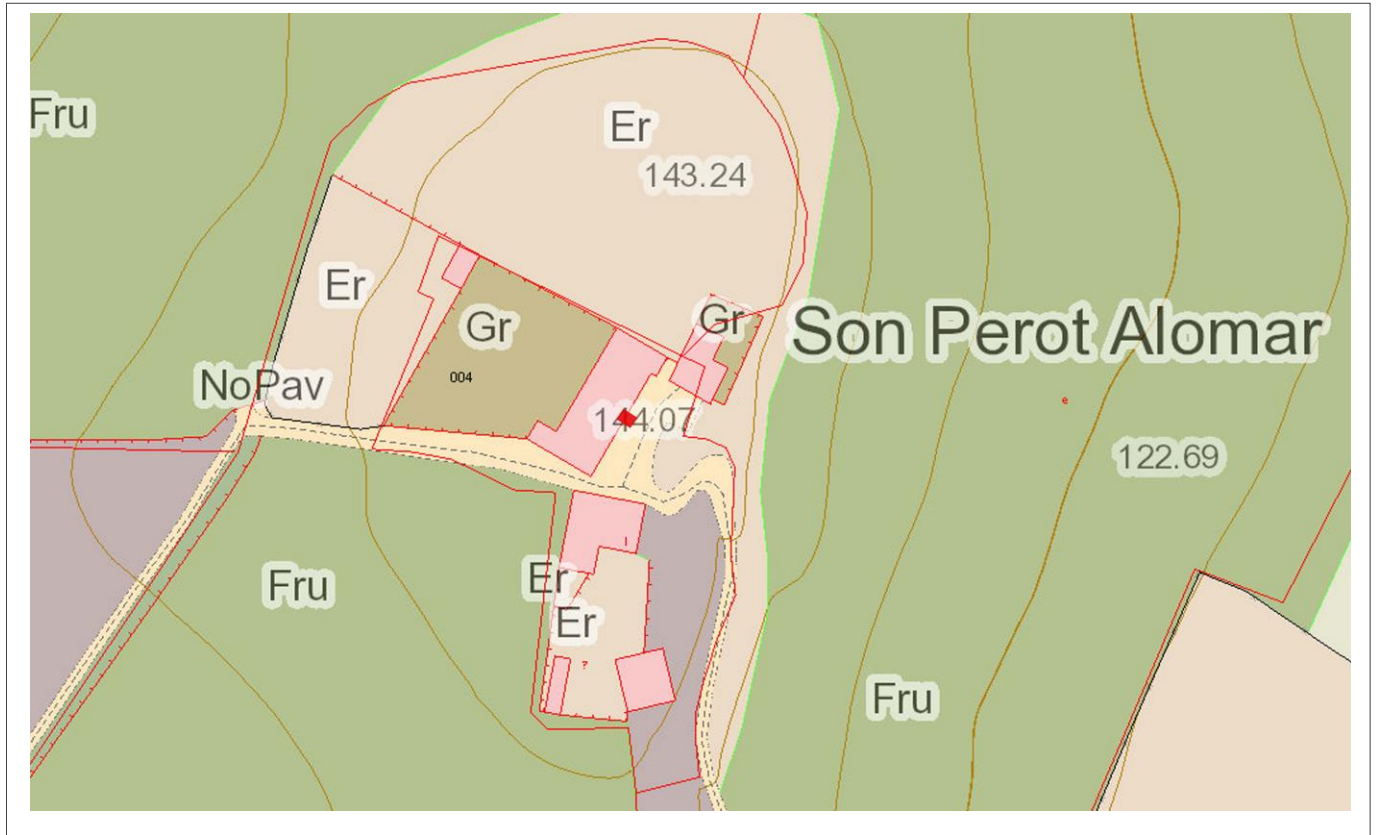 Fru
Er
143.24
Er
Gr
Gr
Son Perot Alomar
NoPav
004
144.07
e
122.69
I
Er
Fru
Er
?
Fru